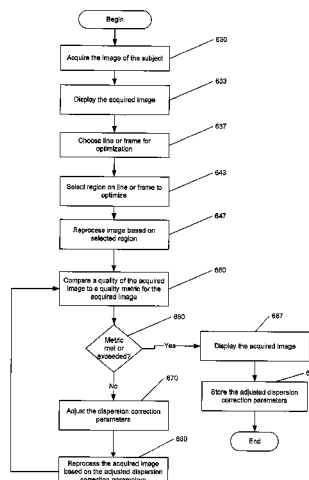 Begin
630
Acquire the image of the subject
633
Display the acquired image
637
Choose line or frame for
optimization
643
Select region on line or frame to
optimize
647
Reprocess image based on
selected region
660
Compare a quality of the acquired
image to a quality metric for the
acquired image
690
Metric
met or
exceeded?
Yes
667
Display the acquired image
No
670
Adjust the dispersion correction
parameters
Store the adjusted dispersion
correction parameters
End
Reprocess the acquired image
based on the adjusted dispersion
correction parameters